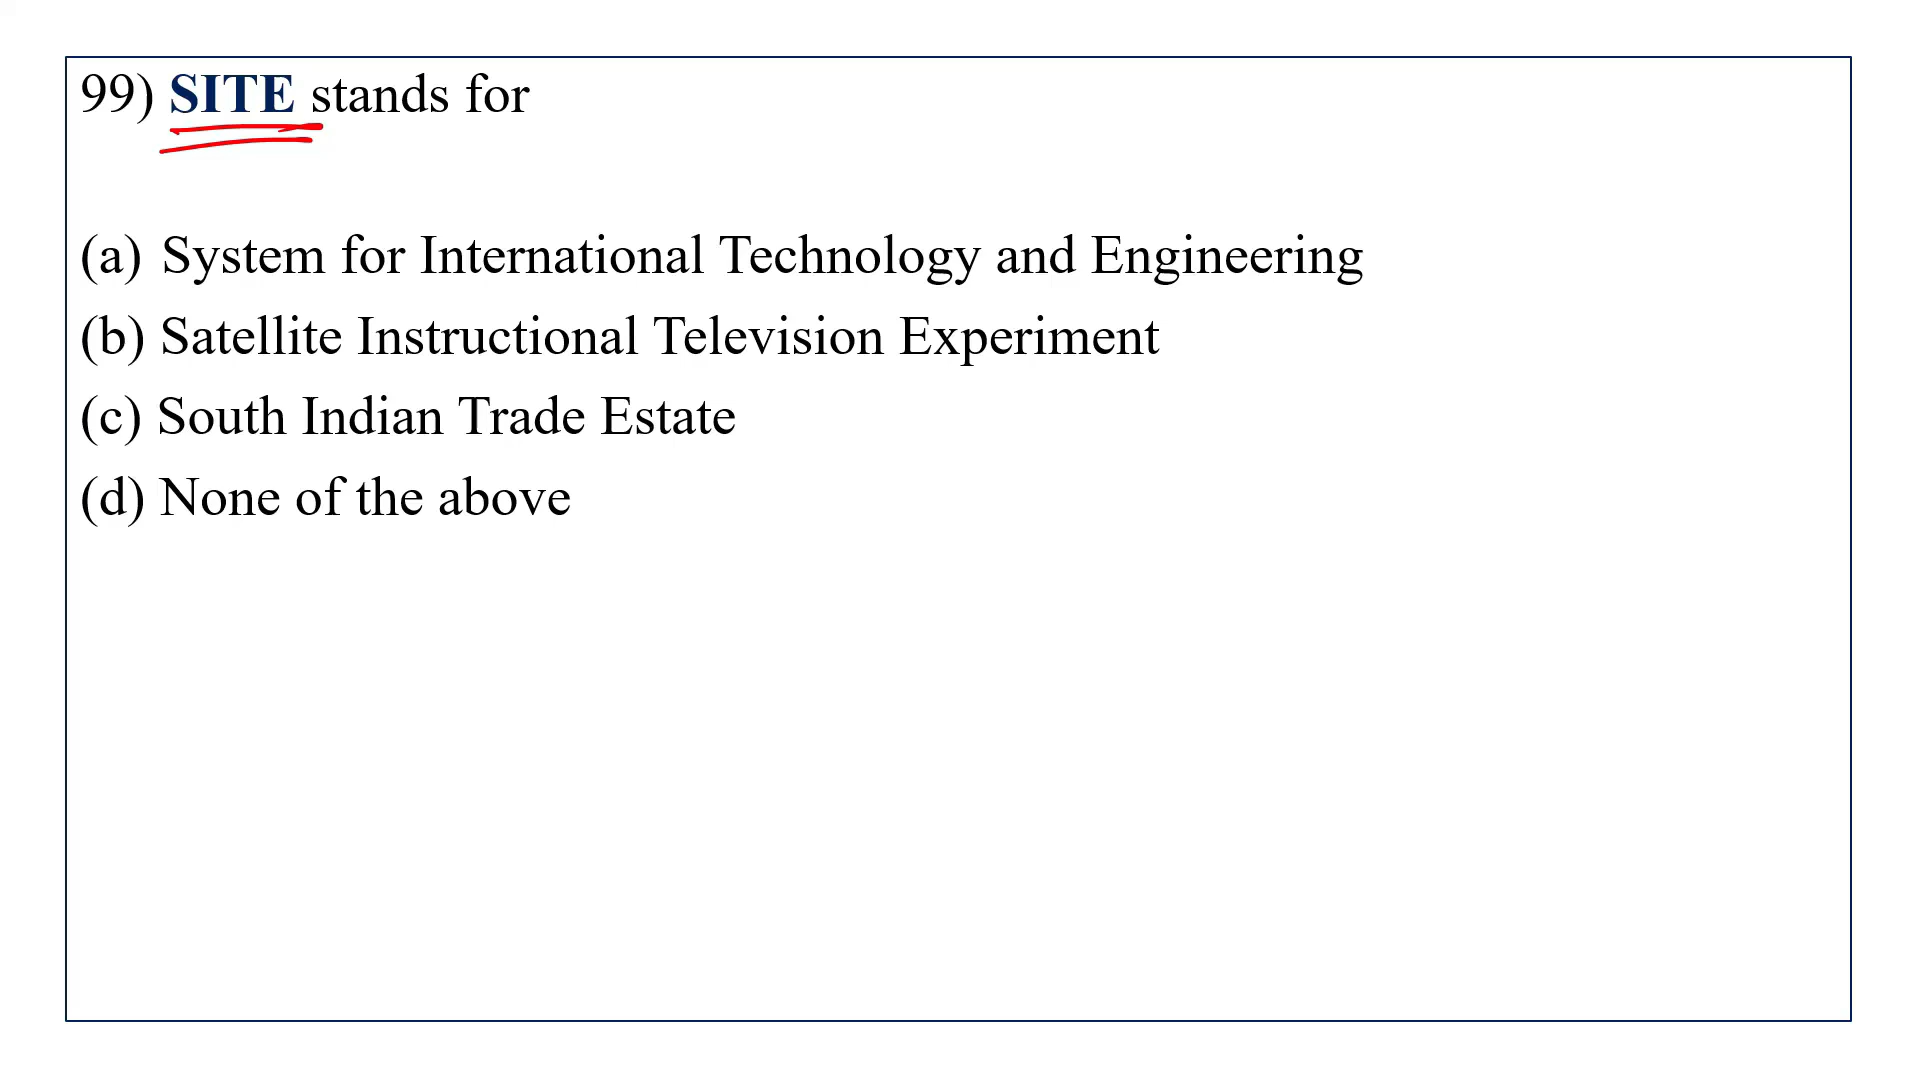 99) SITE stands for
(a) System for International Technology and Engineering
(b) Satellite Instructional Television Experiment
(c) South Indian Trade Estate
(d) None of the above